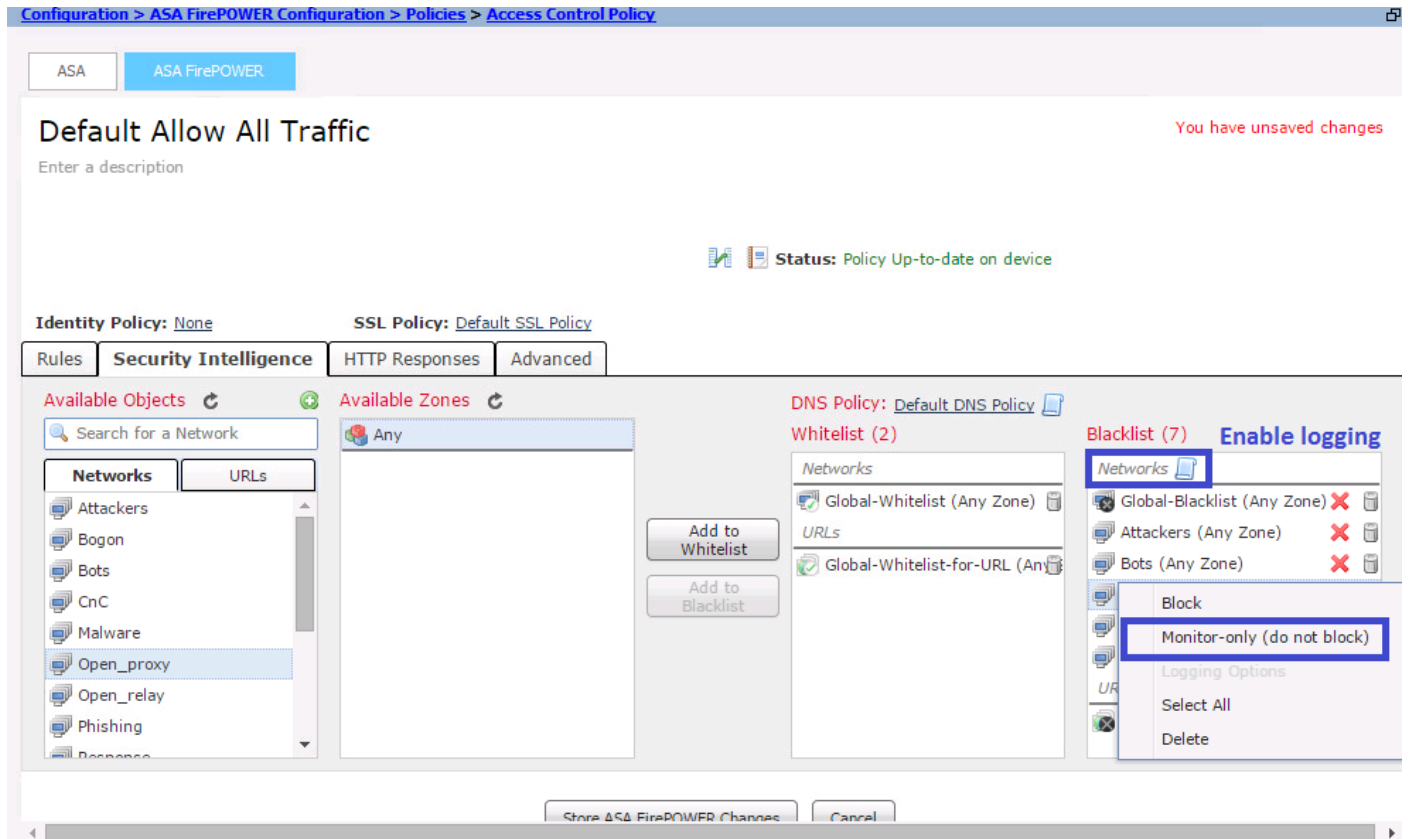 Configuration > ASA FirePOWER Configuration > Policies > Access Control Policy
ASA
ASA FirePOWER
Default Allow All Traffic
You have unsaved changes
Enter a description
Status: Policy Up-to-date on device
Identity Policy: None
SSL Policy: Default SSL Policy
Rules
Security Intelligence
HTTP Responses
Advanced
Available Objects
Search for a Network
Networks
URLs
Attackers
Bogon
Bots
CnC
Malware
Open_proxy
Open_relay
Phishing
Response
Available Zones
Any
Add to
Whitelist
Add to
Blacklist
DNS Policy: Default DNS Policy
Whitelist (2)
Networks
Global-Whitelist (Any Zone)
URLs
Global-Whitelist-for-URL (Any
Blacklist (7)
Enable logging
Networks
Global-Blacklist (Any Zone)
Attackers (Any Zone)
Bots (Any Zone)
UR
Block
Monitor-only (do not block)
Logging Options
Select All
Delete
Store ASA FirePOWER Changes
Cancel